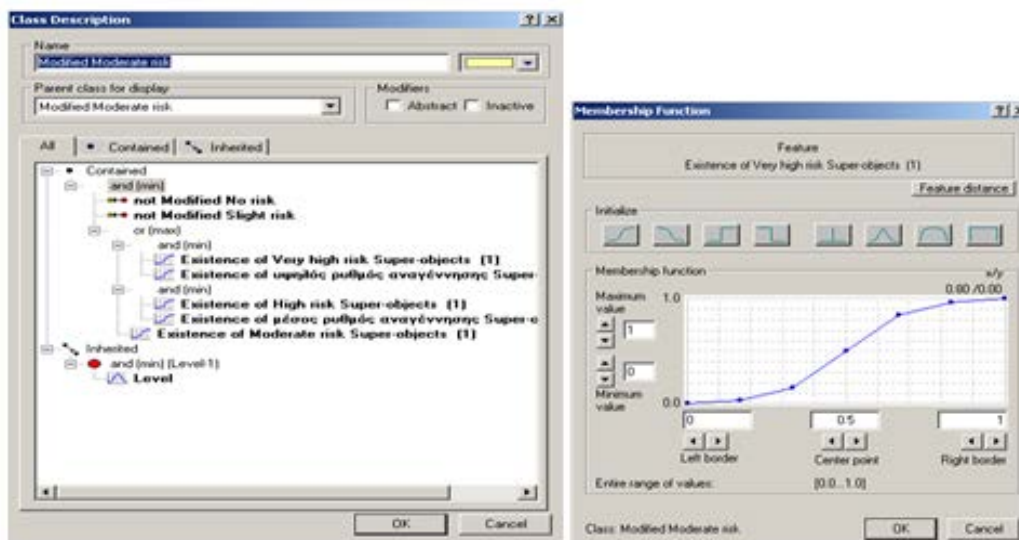 Class Description
Name
Modified Moderate risk
Parent class for display
Modified Moderate risk
Modifiers
Abstract
Inactive
All
Contained
Inherited
Contained
and (min)
not Modified No risk
not Modified Slight risk
or (max)
and (min)
Existence of Very high risk Super-objects (1)
Existence of υψηλός ρυθμός αναγέννησης Super-
and (min)
Existence of High risk Super-objects (1)
Existence of μέσος ρυθμός αναγέννησης Super-o
Existence of Moderate risk Super-objects (1)
Inherited
and (min) (Level-1)
Level
OK
Cancel
Membership Function
Feature
Existence of Very high risk Super-objects (1)
Feature distance
Initialize
Membership function
x/y
0.80 /0.00
Maximum value
1.0
1
0
Minimum value
0.0
0
0.5
1
Left border
Center point
Right border
Entire range of values:
[0.0...1.0]
Class: Modified Moderate risk
OK
Cancel